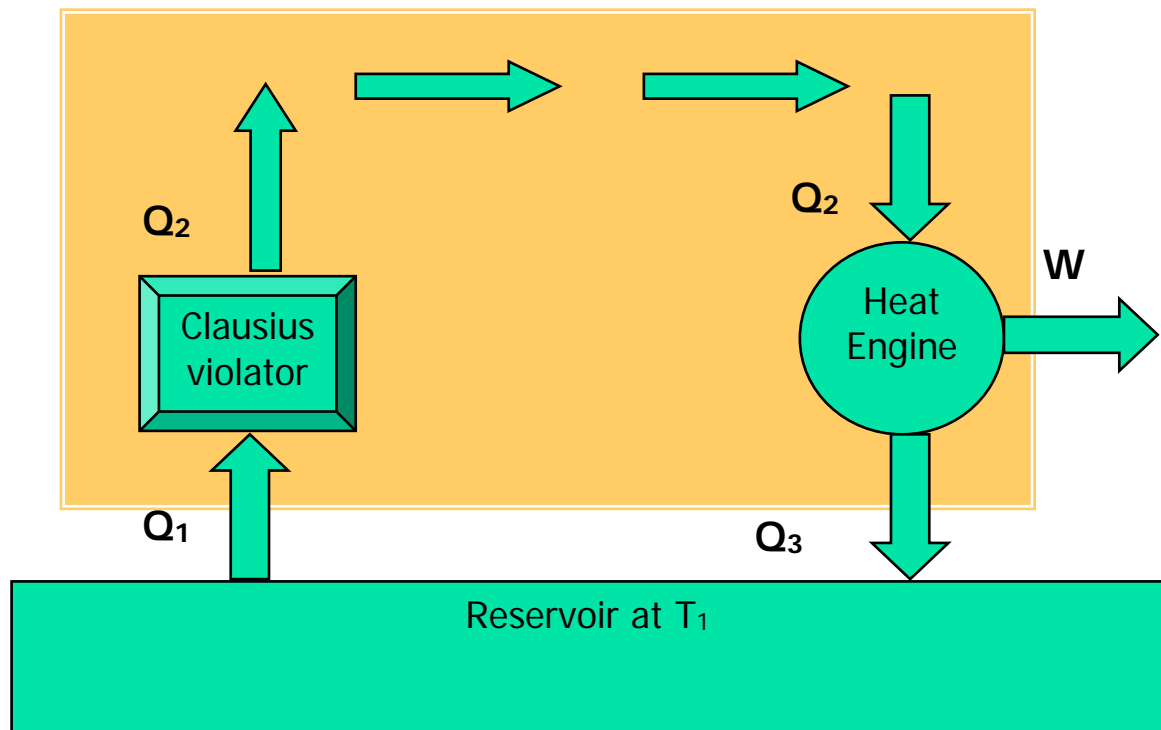 Q₂
Clausius
violator
Q₁
Q₂
Heat
Engine
W
Q₃
Reservoir at T₁